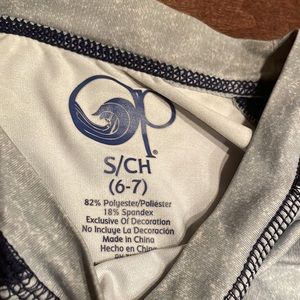 Op
S/CH
(6-7)
82% Polyester/Poliéster
18% Spandex
Exclusive Of Decoration
No Incluye La Decoración
Made in China
Hecho en China